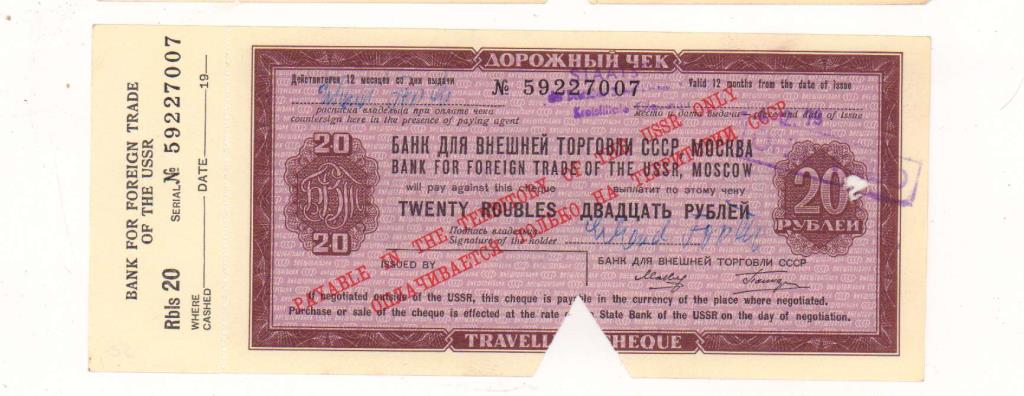 BANK FOR FOREIGN TRADE
OF THE USSR
SERIAL № 59227007
Rbls 20
WHERE
CASHED
DATE
19
ДОРОЖНЫЙ ЧЕК
Действителен 12 месяцев со дня выдачи
№ 59227007
Valid 12 months from the date of issue
STAATS
Kreisfiliale
расписка владельца при оплате чека
countersign here in the presence of paying agent
место и дата выдачи
and date of issue
20
БАНК ДЛЯ ВНЕШНЕЙ ТОРГОВЛИ СССР, МОСКВА
BANK FOR FOREIGN TRADE OF THE USSR, MOSCOW
will pay against this cheque
выплатит по этому чеку
TWENTY ROUBLES
ДВАДЦАТЬ РУБЛЕЙ
20
20
РУБЛЕЙ
Подпись владельца
Signature of the holder
PAYABLE IN THE TERRITORY OF THE USSR ONLY
ОПЛАЧИВАЕТСЯ ТОЛЬКО НА ТЕРРИТОРИИ СССР
ISSUED BY
БАНК ДЛЯ ВНЕШНЕЙ ТОРГОВЛИ СССР
If negotiated outside of the USSR, this cheque is payable in the currency of the place where negotiated.
Purchase or sale of the cheque is effected at the rate of State Bank of the USSR on the day of negotiation.
TRAVELL CHEQUE